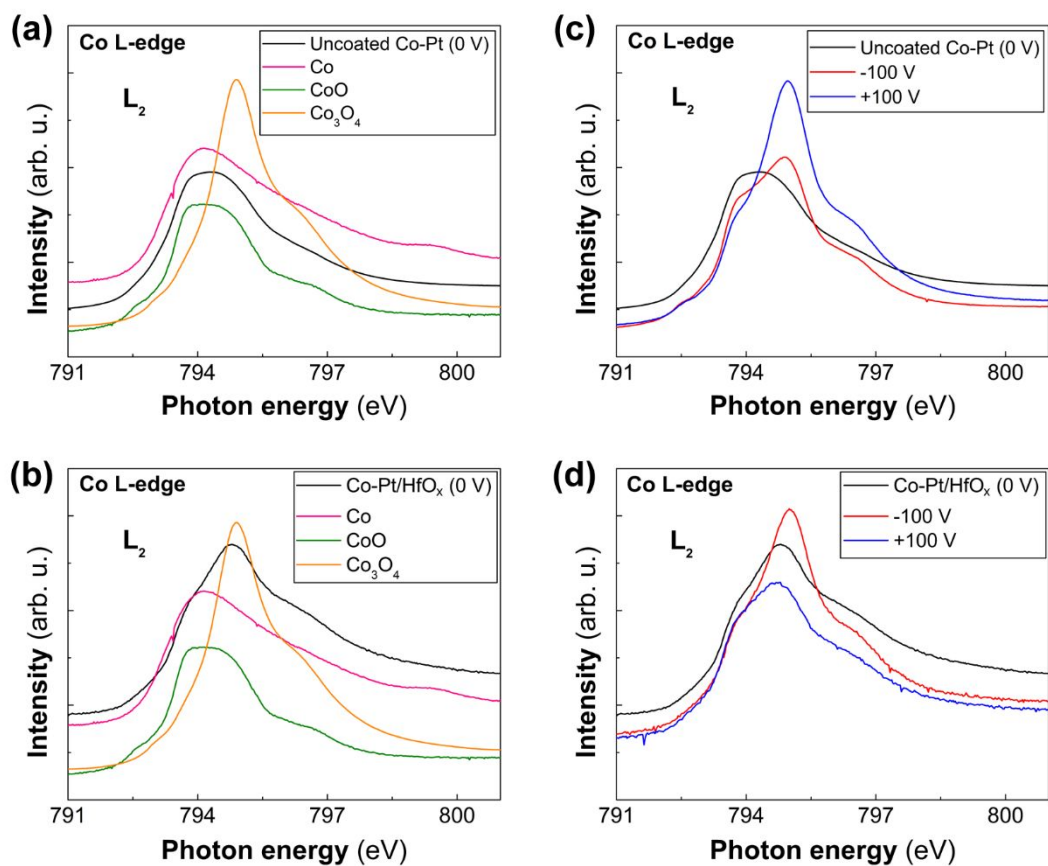 (a)
Co L-edge
L₂
Uncoated Co-Pt (0 V)
Co
CoO
Co₃O₄
Intensity (arb. u.)
791
794
797
800
Photon energy (eV)
(c)
Co L-edge
L₂
Uncoated Co-Pt (0 V)
-100 V
+100 V
Intensity (arb. u.)
791
794
797
800
Photon energy (eV)
(b)
Co L-edge
L₂
Co-Pt/HfOₓ (0 V)
Co
CoO
Co₃O₄
Intensity (arb. u.)
791
794
797
800
Photon energy (eV)
(d)
Co L-edge
L₂
Co-Pt/HfOₓ (0 V)
-100 V
+100 V
Intensity (arb. u.)
791
794
797
800
Photon energy (eV)